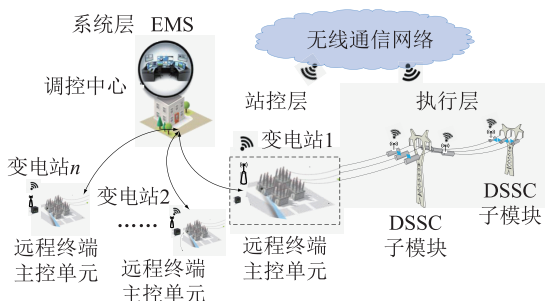 系统层 EMS
无线通信网络
调控中心
站控层
执行层
变电站1
变电站n
变电站2
……
DSSC
子模块
DSSC
子模块
远程终端
主控单元
远程终端
主控单元
远程终端
主控单元